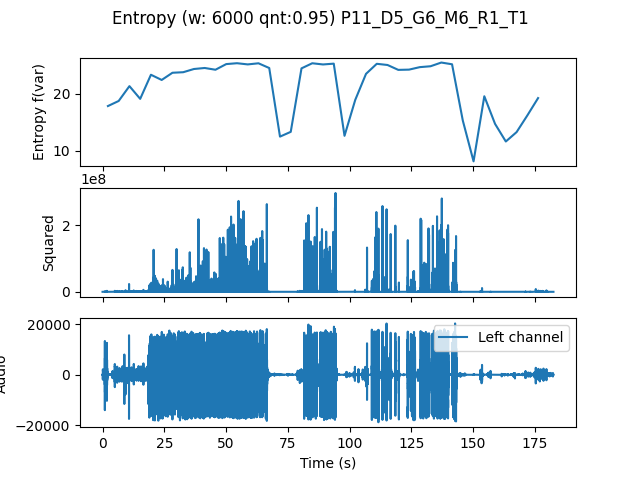 Entropy (w: 6000 qnt:0.95) P11_D5_G6_M6_R1_T1
Entropy f(var)
20
10
1e8
Squared
2
0
Audio
20000
0
−20000
Left channel
0 25 50 75 100 125 150 175
Time (s)